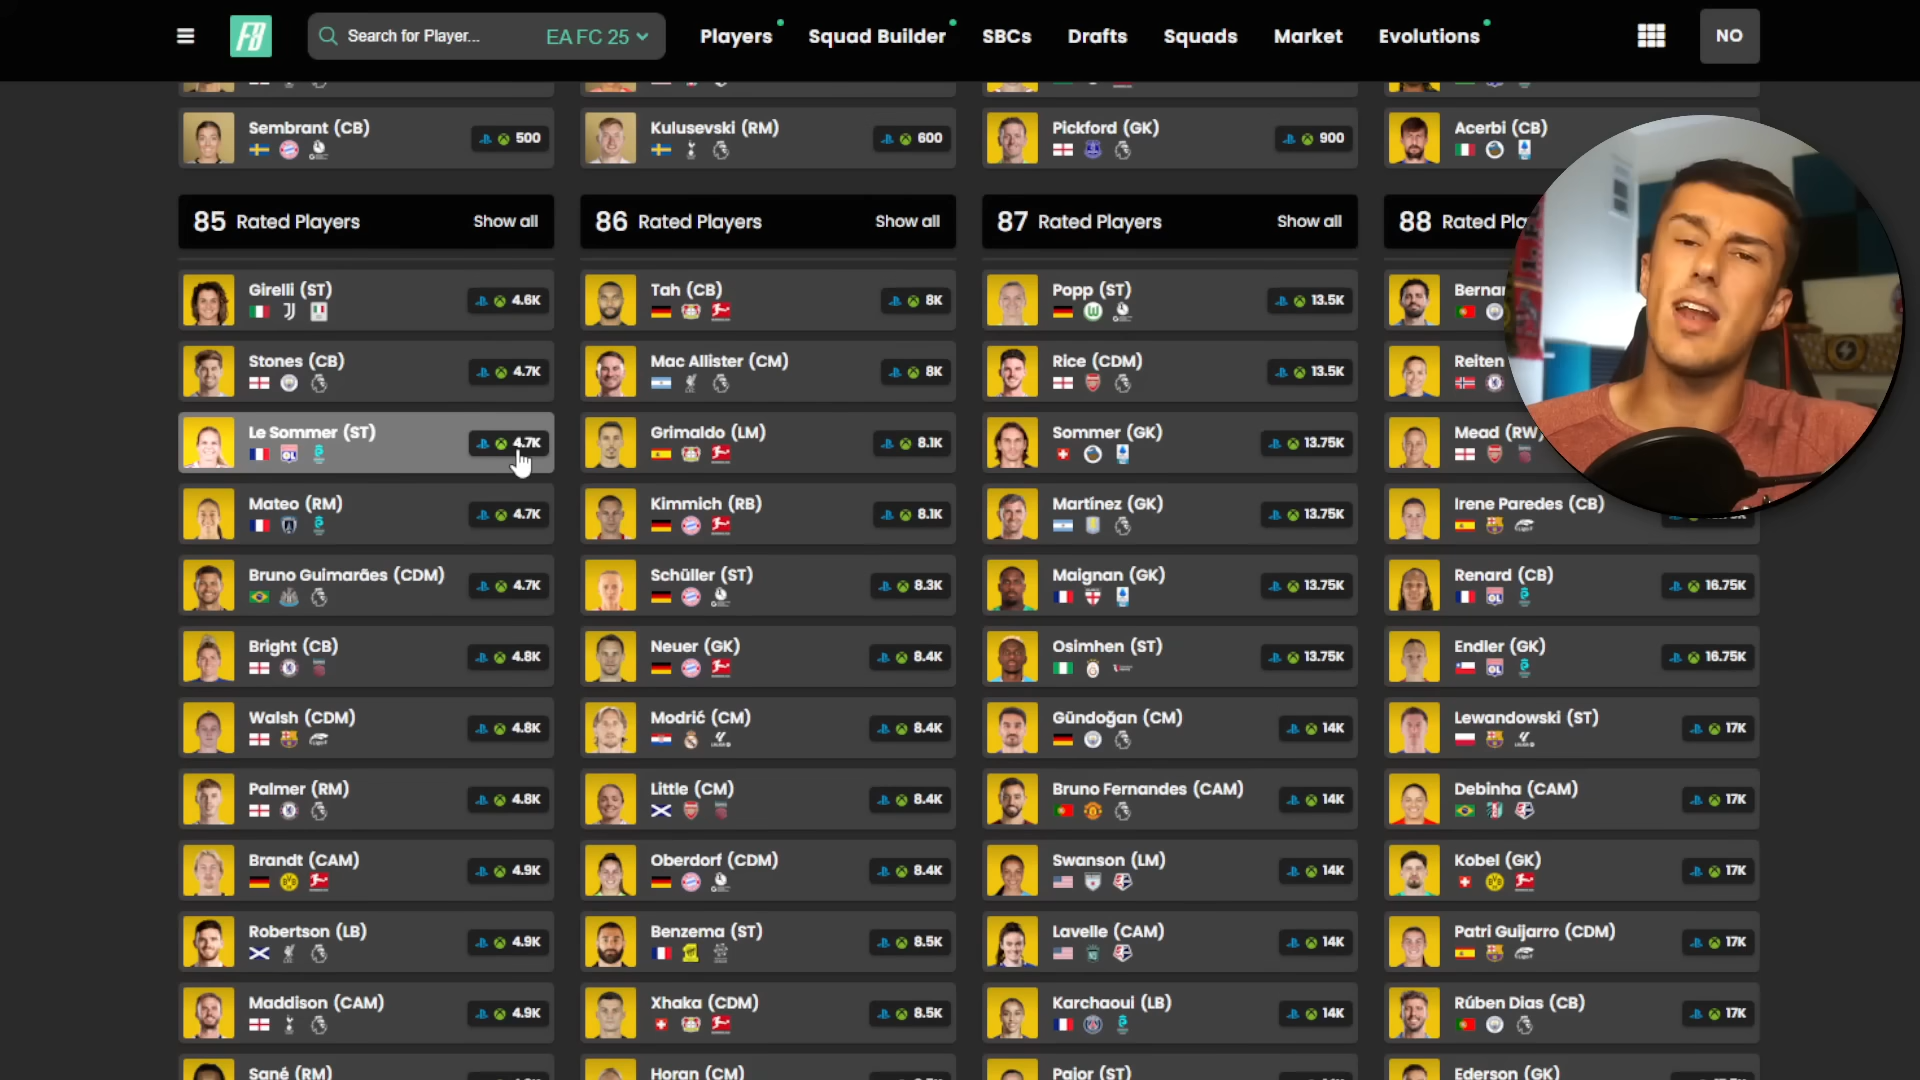 F8 Search for Player... EA FC 25 Players Squad Builder SBCs Drafts Squads Market Evolutions NO
Sembrant (CB) 500
Kulusevski (RM) 600
Pickford (GK) 900
Acerbi (CB)
85 Rated Players Show all
86 Rated Players Show all
87 Rated Players Show all
88 Rated
Girelli (ST) 4.6K
Tah (CB) 8K
Popp (ST) 13.5K
Stones (CB) 4.7K
Mac Allister (CM) 8K
Rice (CDM) 13.5K
Reiten
Le Sommer (ST) 4.7K
Grimaldo (LM) 8.1K
Sommer (GK) 13.75K
Mead (RW)
Mateo (RM) 4.7K
Kimmich (RB) 8.1K
Martínez (GK) 13.75K
Irene Paredes (CB)
Bruno Guimarães (CDM) 4.7K
Schüller (ST) 8.3K
Maignan (GK) 13.75K
Renard (CB) 16.75K
Bright (CB) 4.8K
Neuer (GK) 8.4K
Osimhen (ST) 13.75K
Endler (GK) 16.75K
Walsh (CDM) 4.8K
Modrić (CM) 8.4K
Gündoğan (CM) 14K
Lewandowski (ST) 17K
Palmer (RM) 4.8K
Little (CM) 8.4K
Bruno Fernandes (CAM) 14K
Debinha (CAM) 17K
Brandt (CAM) 4.9K
Oberdorf (CDM) 8.4K
Swanson (LM) 14K
Kobel (GK) 17K
Robertson (LB) 4.9K
Benzema (ST) 8.5K
Lavelle (CAM) 14K
Patri Guijarro (CDM) 17K
Maddison (CAM) 4.9K
Xhaka (CDM) 8.5K
Karchaoui (LB) 14K
Rúben Dias (CB) 17K
Sané (RM)
Horan (CM)
Pajor (ST)
Ederson (GK)